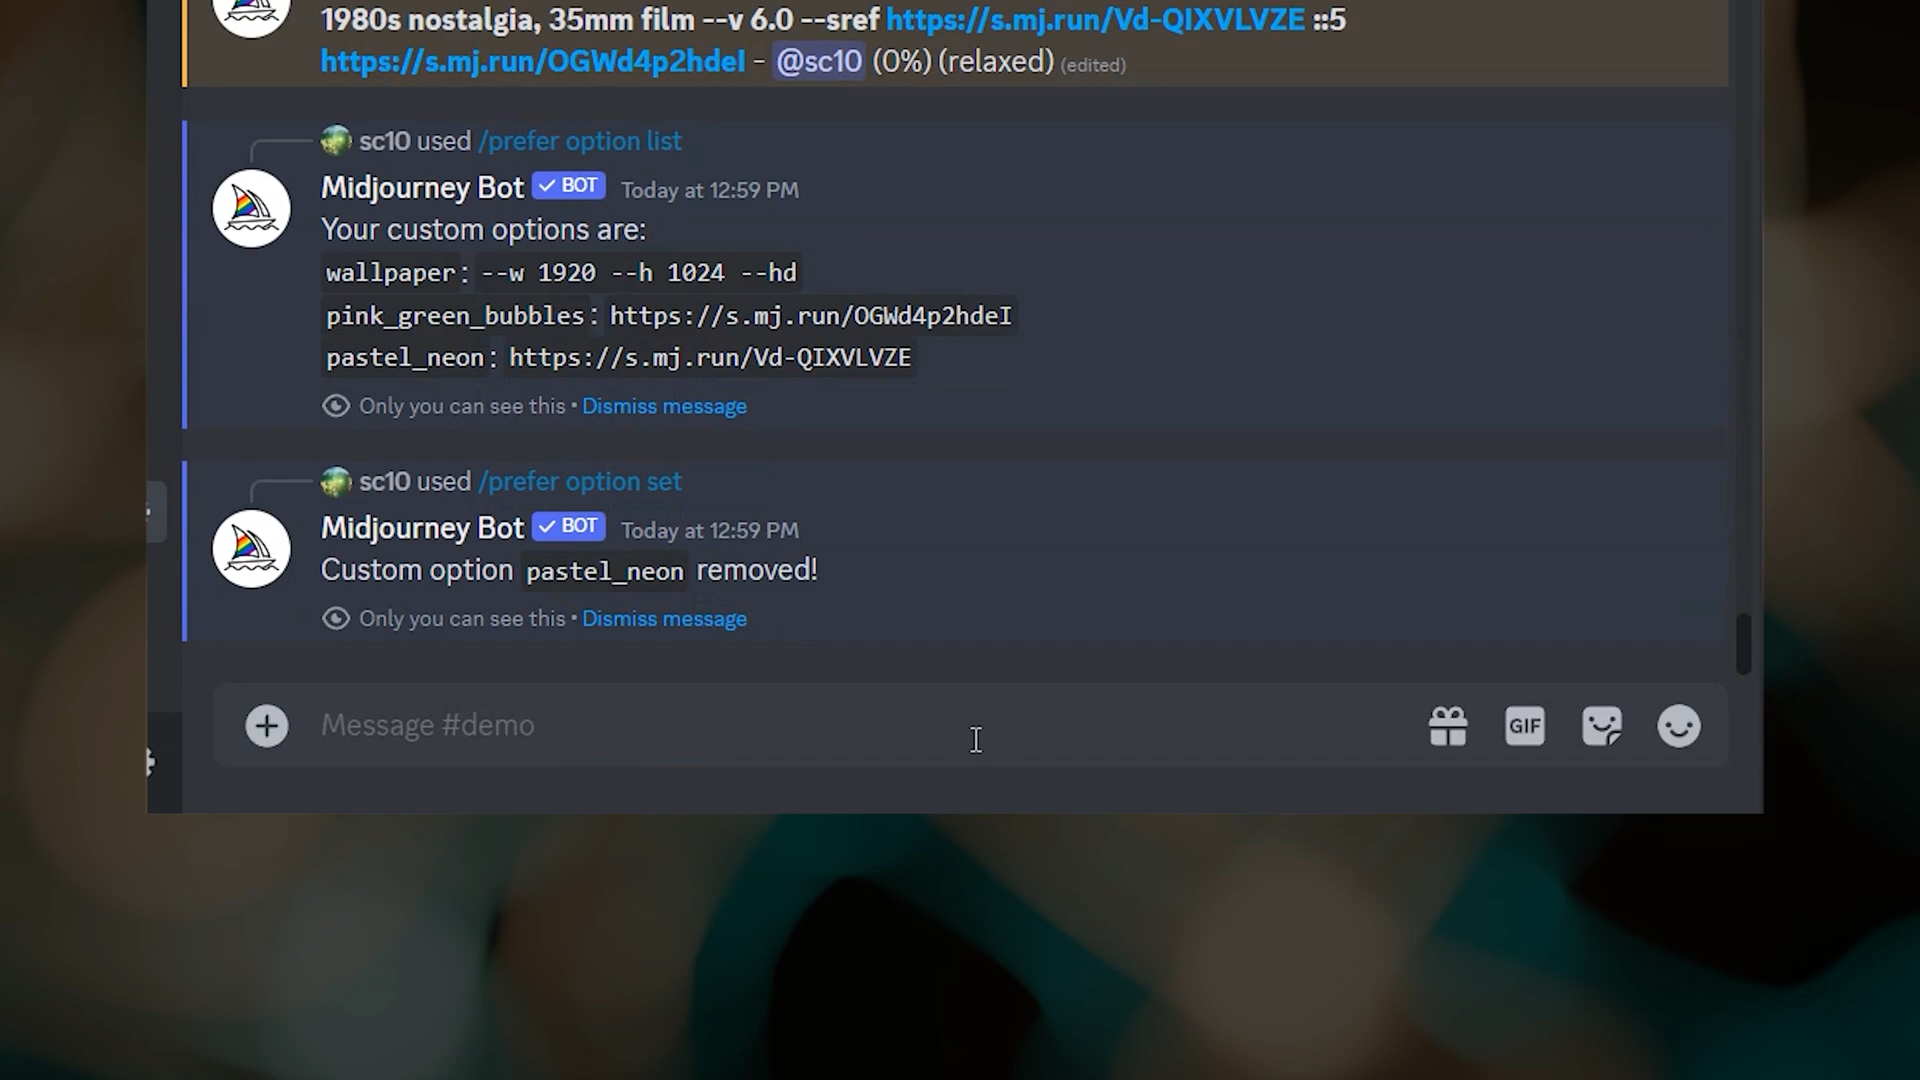 1980s nostalgia, 35mm film --v 6.0 --sref https://s.mj.run/Vd-QIXVLVZE ::5
https://s.mj.run/OGWd4p2hdeI - @sc10 (0%) (relaxed) (edited)
sc10 used /prefer option list
Midjourney Bot ✓ BOT Today at 12:59 PM
Your custom options are:
wallpaper: --w 1920 --h 1024 --hd
pink_green_bubbles: https://s.mj.run/OGWd4p2hdeI
pastel_neon: https://s.mj.run/Vd-QIXVLVZE
Only you can see this • Dismiss message
sc10 used /prefer option set
Midjourney Bot ✓ BOT Today at 12:59 PM
Custom option pastel_neon removed!
Only you can see this • Dismiss message
Message #demo
GIF